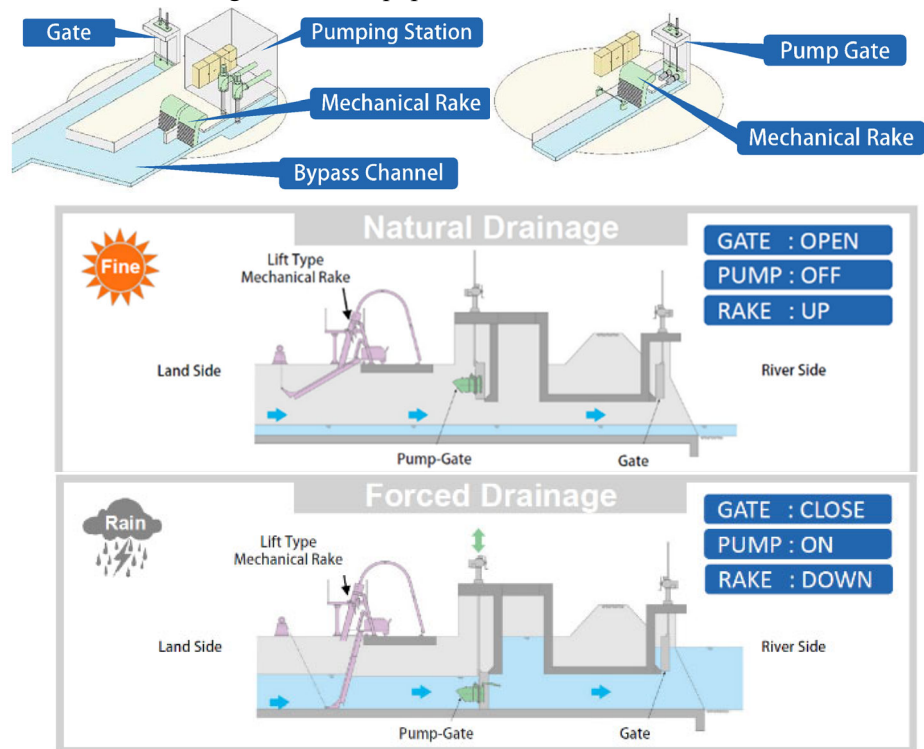 Gate
Pumping Station
Mechanical Rake
Bypass Channel
Pump Gate
Mechanical Rake
Natural Drainage
Fine
Lift Type
Mechanical Rake
GATE : OPEN
PUMP : OFF
RAKE : UP
Land Side
River Side
Pump-Gate
Gate
Forced Drainage
Rain
Lift Type
Mechanical Rake
GATE : CLOSE
PUMP : ON
RAKE : DOWN
Land Side
River Side
Pump-Gate
Gate